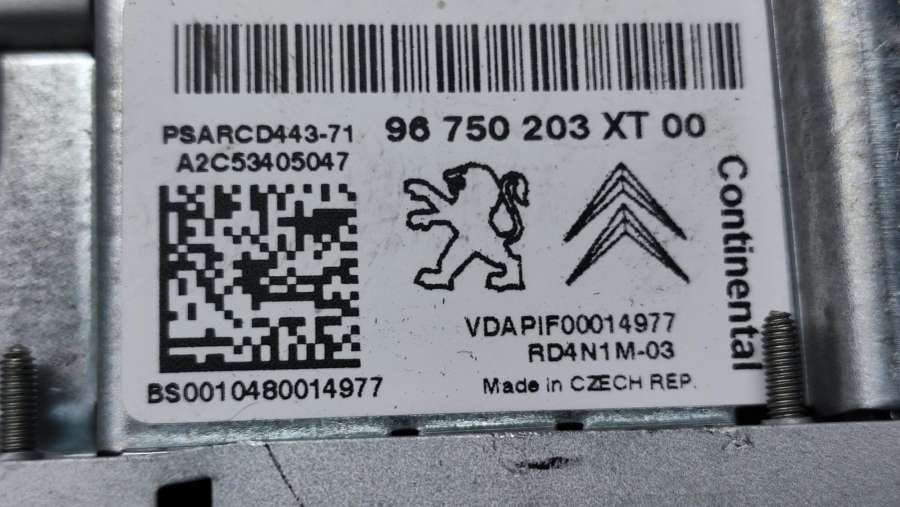 PSARCD443-71
96 750 203 XT 00
A2C53405047
Continental
VDAPIF00014977
RD4N1M-03
BS0010480014977
Made in CZECH REP.